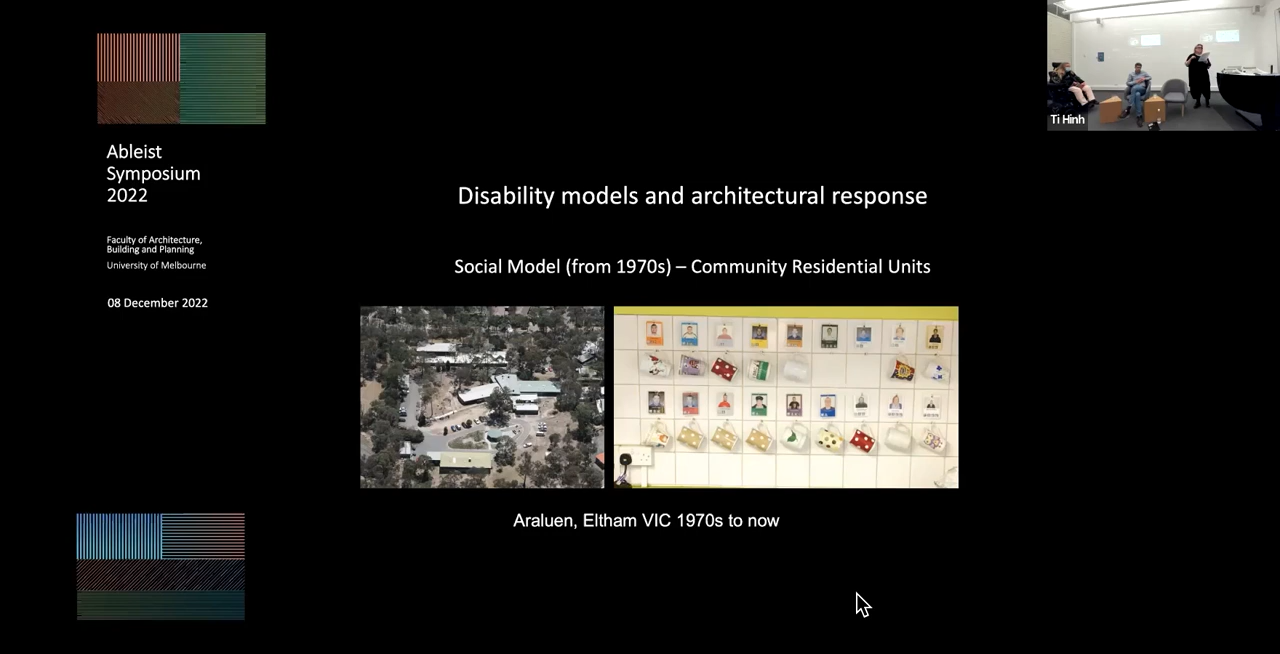 Ableist
Symposium
2022
Faculty of Architecture,
Building and Planning
University of Melbourne
08 December 2022
Disability models and architectural response
Social Model (from 1970s) – Community Residential Units
Araluen, Eltham VIC 1970s to now
Ti Hinh